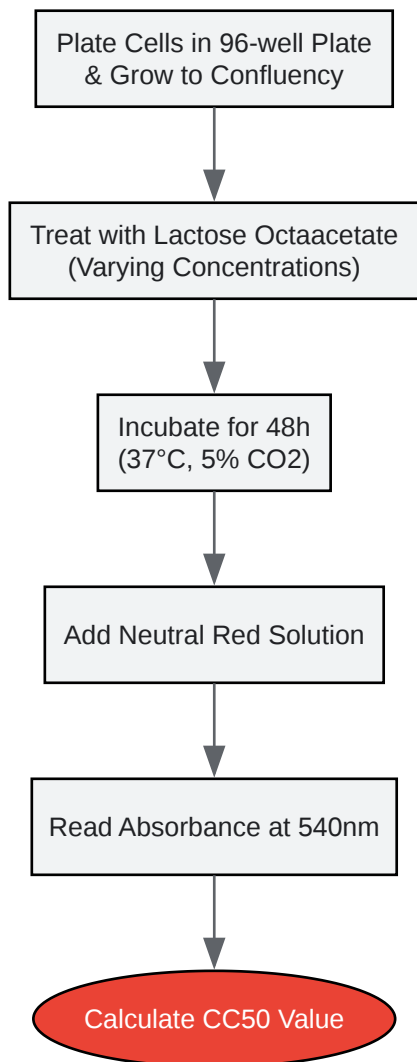 Plate Cells in 96-well Plate
& Grow to Confluency
Treat with Lactose Octaacetate
(Varying Concentrations)
Incubate for 48h
(37°C, 5% CO2)
Add Neutral Red Solution
Read Absorbance at 540nm
Calculate CC50 Value